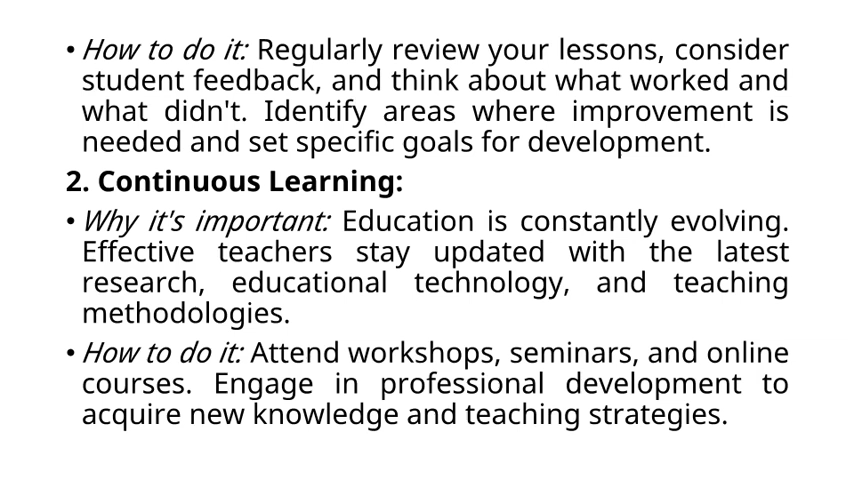 • How to do it: Regularly review your lessons, consider
student feedback, and think about what worked and
what didn't. Identify areas where improvement is
needed and set specific goals for development.
2. Continuous Learning:
• Why it's important: Education is constantly evolving.
Effective teachers stay updated with the latest
research, educational technology, and teaching
methodologies.
• How to do it: Attend workshops, seminars, and online
courses. Engage in professional development to
acquire new knowledge and teaching strategies.